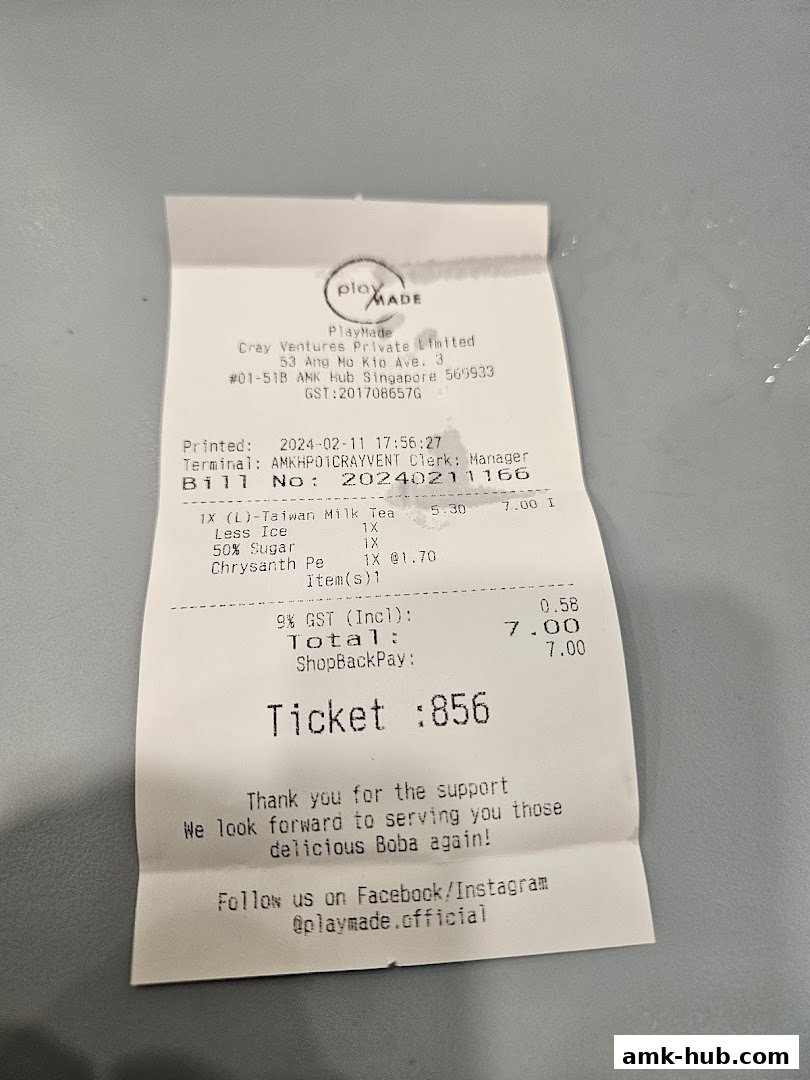 play MADE
PlayMade
Cray Ventures Private Limited
53 Ang Mo Kio Ave. 3
#01-51B AMK Hub Singapore 569933
GST:201708657G
Printed: 2024-02-11 17:56:27
Terminal: AMKHP01CRAYVENT Clerk: Manager
Bill No: 20240211166
1X (L)-Taiwan Milk Tea 5.30 7.00 I
Less Ice 1X
50% Sugar 1X
Chrysanth Pe 1X @1.70
Item(s)1
9% GST (Incl): 0.58
Total: 7.00
ShopBackPay: 7.00
Ticket :856
Thank you for the support
We look forward to serving you those
delicious Boba again!
Follow us on Facebook/Instagram
@playmade.official
amk-hub.com